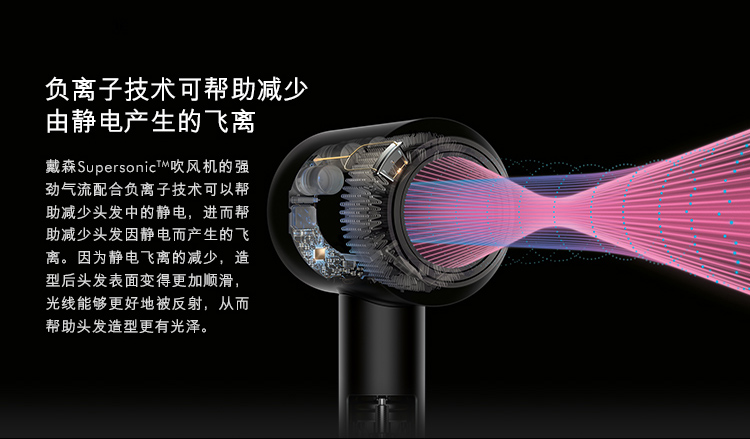 负离子技术可帮助减少
由静电产生的飞离
戴森Supersonic™吹风机的强
劲气流配合负离子技术可以帮
助减少头发中的静电，进而帮
助减少头发因静电而产生的飞
离。因为静电飞离的减少，造
型后头发表面变得更加顺滑，
光线能够更好地被反射，从而
帮助头发造型更有光泽。